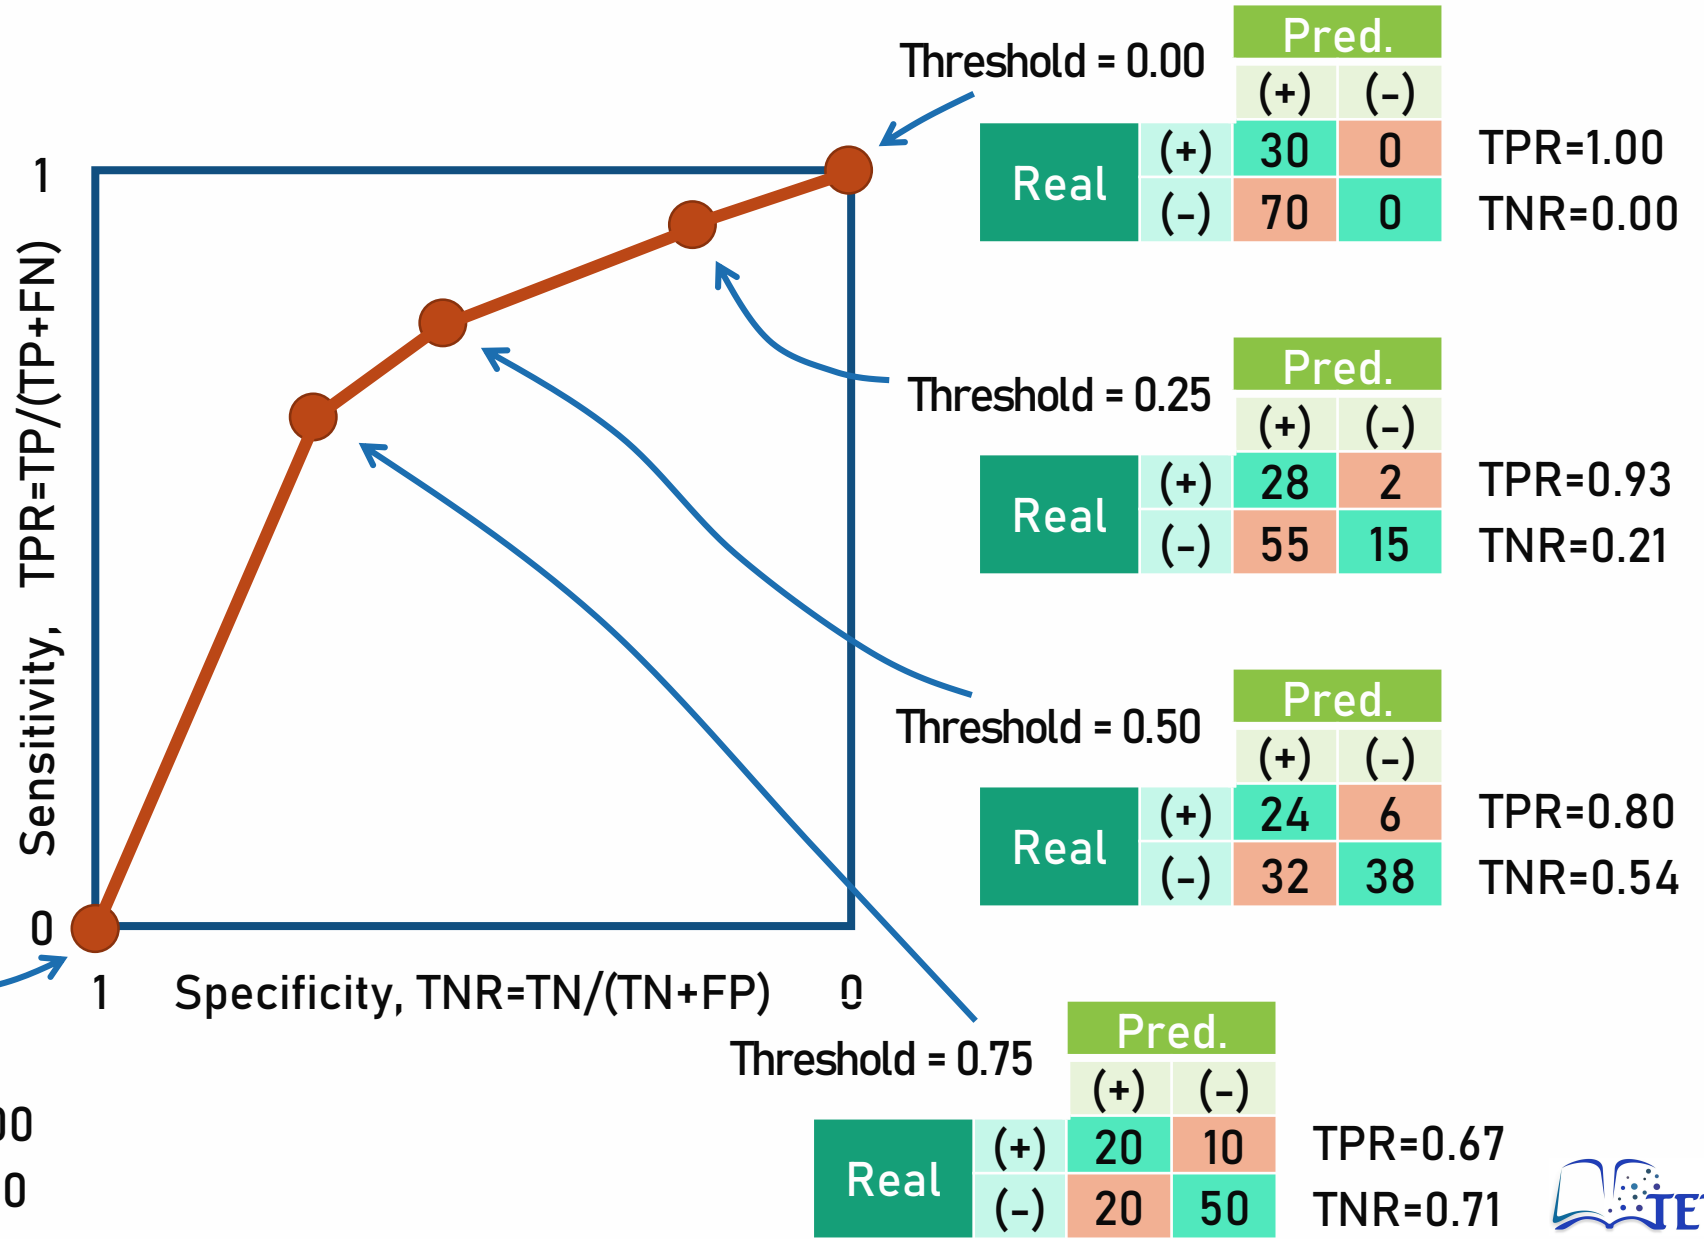 Threshold = 0.00
Pred.
(+) (-)
Real (+) 30 0 TPR=1.00
(-) 70 0 TNR=0.00
1
Sensitivity, TPR=TP/(TP+FN)
0
1 Specificity, TNR=TN/(TN+FP) 0
Threshold = 0.25
Pred.
(+) (-)
Real (+) 28 2 TPR=0.93
(-) 55 15 TNR=0.21
Threshold = 0.50
Pred.
(+) (-)
Real (+) 24 6 TPR=0.80
(-) 32 38 TNR=0.54
Threshold = 0.75
Pred.
(+) (-)
Real (+) 20 10 TPR=0.67
(-) 20 50 TNR=0.71
00
0